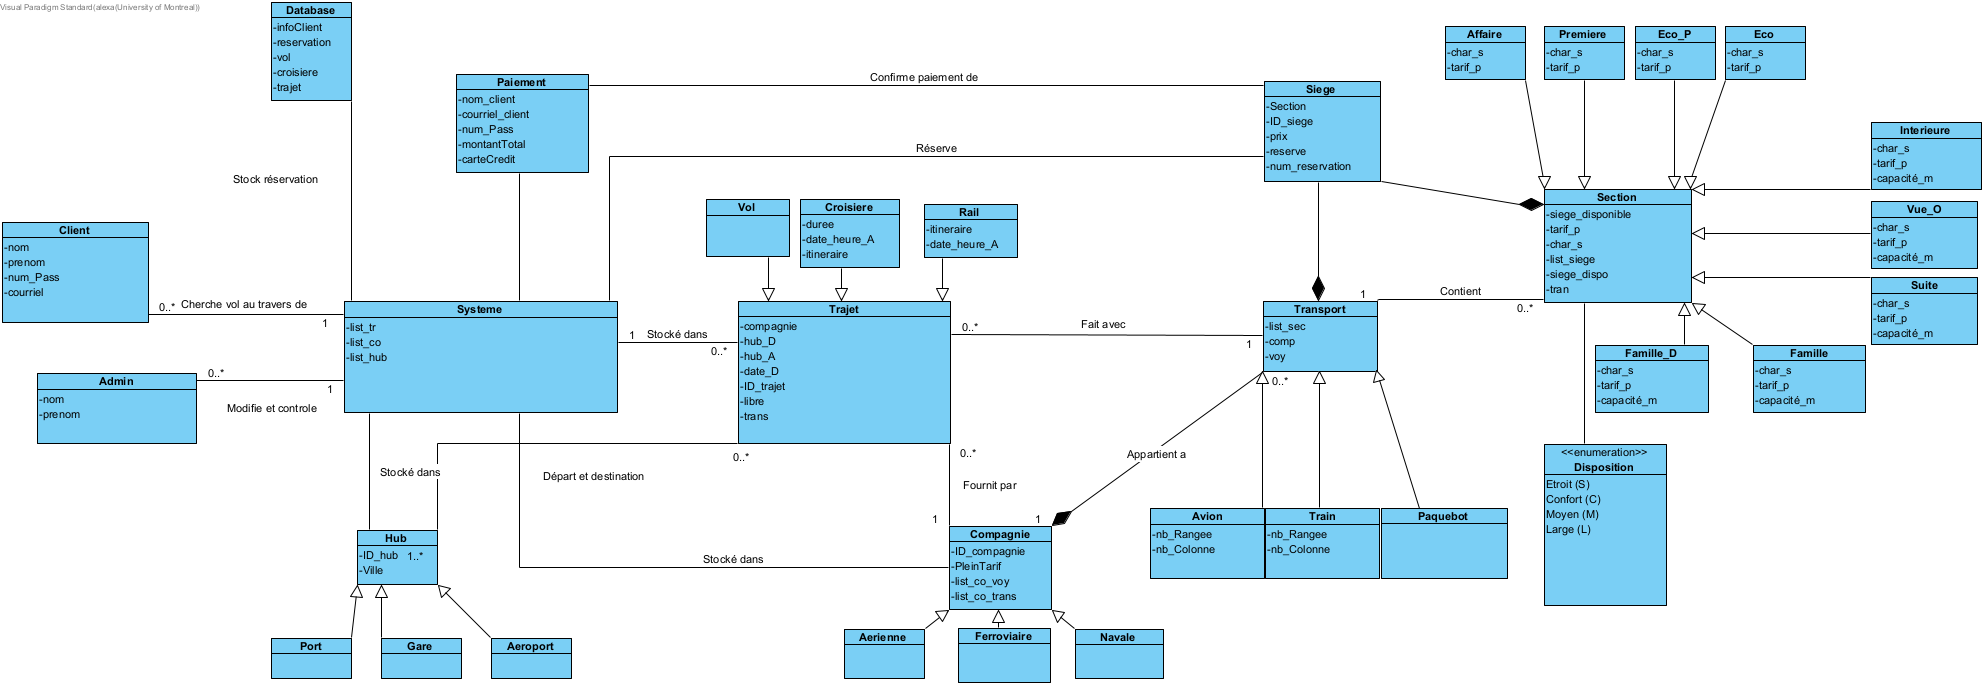 Visual Paradigm Standard(alexa(University of Montreal))
Database
-infoClient
-reservation
-vol
-croisiere
-trajet
Paiement
-nom_client
-courriel_client
-num_Pass
-montantTotal
-carteCredit
Confirme paiement de
Siege
-Section
-ID_siege
-prix
-reserve
-num_reservation
Affaire
-char_s
-tarif_p
Premiere
-char_s
-tarif_p
Eco_P
-char_s
-tarif_p
Eco
-char_s
-tarif_p
Interieure
-char_s
-tarif_p
-capacité_m
Réserve
Stock réservation
Vol
Croisiere
-duree
-date_heure_A
-itineraire
Rail
-itineraire
-date_heure_A
Section
-siege_disponible
-tarif_p
-char_s
-list_siege
-siege_dispo
-tran
Vue_O
-char_s
-tarif_p
-capacité_m
Suite
-char_s
-tarif_p
-capacité_m
Client
-nom
-prenom
-num_Pass
-courriel
0..*
Cherche vol au travers de
1
Systeme
-list_tr
-list_co
-list_hub
1
Stocké dans
0..*
Trajet
-compagnie
-hub_D
-hub_A
-date_D
-ID_trajet
-libre
-trans
0..*
Fait avec
1
Transport
-list_sec
-comp
-voy
1
Contient
0..*
Famille_D
-char_s
-tarif_p
-capacité_m
Famille
-char_s
-tarif_p
-capacité_m
Admin
-nom
-prenom
0..*
1
Modifie et controle
0..*
Stocké dans
Départ et destination
0..*
0..*
Fournit par
1
Appartient a
1
<<enumeration>>
Disposition
Etroit (S)
Confort (C)
Moyen (M)
Large (L)
Avion
-nb_Rangee
-nb_Colonne
Train
-nb_Rangee
-nb_Colonne
Paquebot
Hub
-ID_hub
-Ville
1..*
Stocké dans
Compagnie
-ID_compagnie
-PleinTarif
-list_co_voy
-list_co_trans
Port
Gare
Aeroport
Aerienne
Ferroviaire
Navale